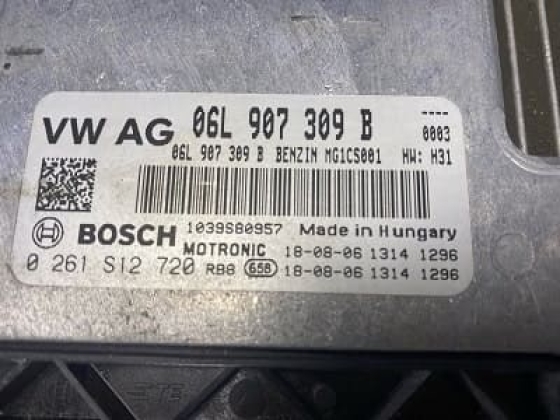 VW AG 06L 907 309 B ----
0003
06L 907 309 B BENZIN MG1CS001 HW: H31
1039S80957 Made in Hungary
BOSCH MOTRONIC 18-08-06 1314 1296
0 261 S12 720 RBB 658 18-08-06 1314 1296